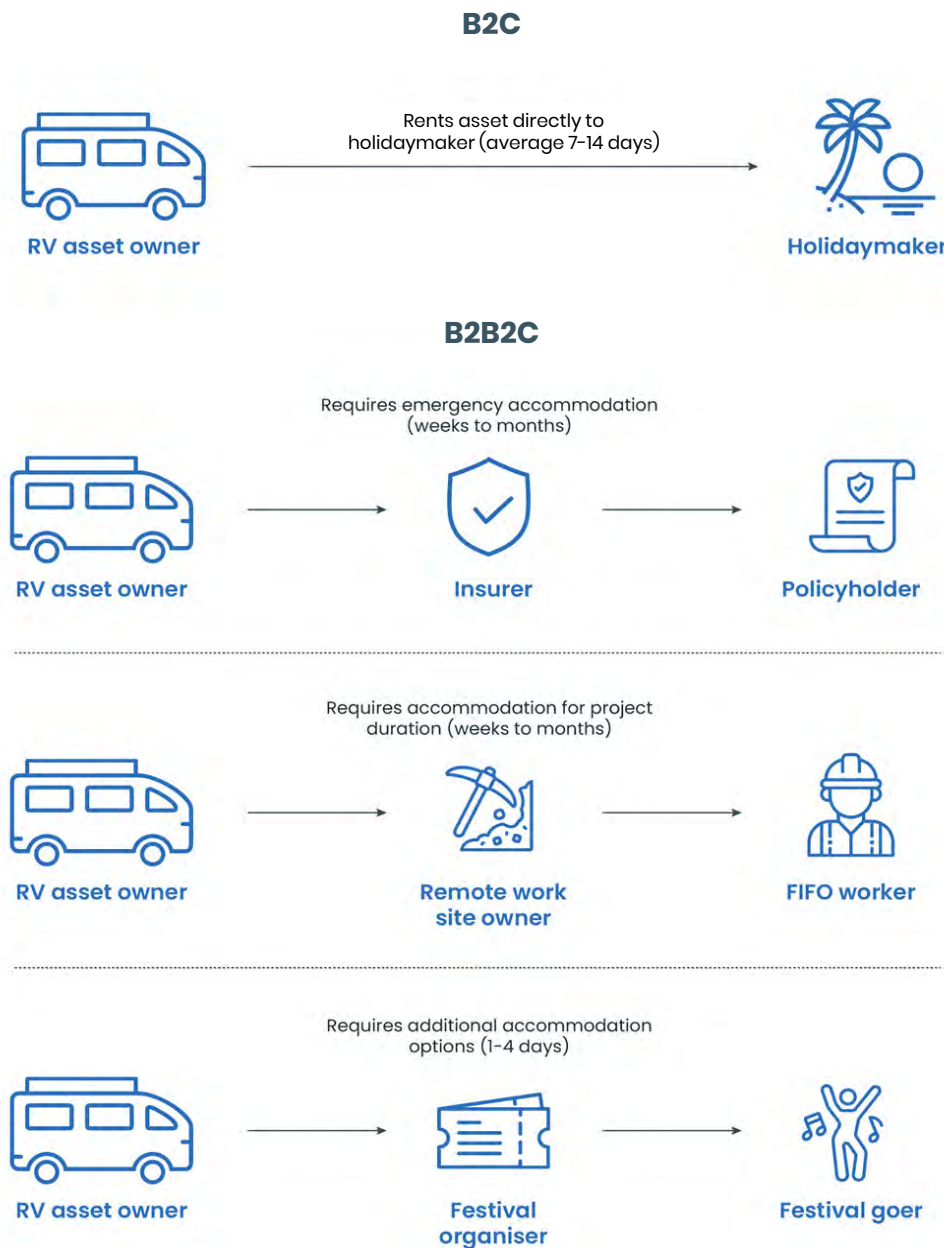 B2C
Rents asset directly to
holidaymaker (average 7-14 days)
RV asset owner
Holidaymaker
B2B2C
Requires emergency accommodation
(weeks to months)
RV asset owner
Insurer
Policyholder
Requires accommodation for project
duration (weeks to months)
RV asset owner
Remote work
site owner
FIFO worker
Requires additional accommodation
options (1-4 days)
RV asset owner
Festival
organiser
Festival goer